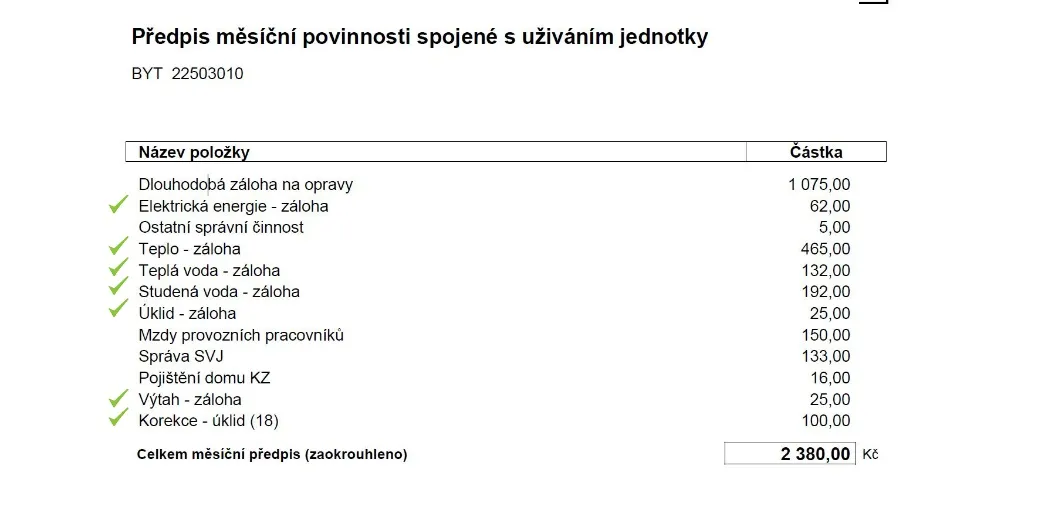 Předpis měsíční povinnosti spojené s užíváním jednotky
BYT 22503010
Název položky Částka
Dlouhodobá záloha na opravy 1 075,00
Elektrická energie - záloha 62,00
Ostatní správní činnost 5,00
Teplo - záloha 465,00
Teplá voda - záloha 132,00
Studená voda - záloha 192,00
Úklid - záloha 25,00
Mzdy provozních pracovníků 150,00
Správa SVJ 133,00
Pojištění domu KZ 16,00
Výtah - záloha 25,00
Korekce - úklid (18) 100,00
Celkem měsíční předpis (zaokrouhleno) 2 380,00 Kč